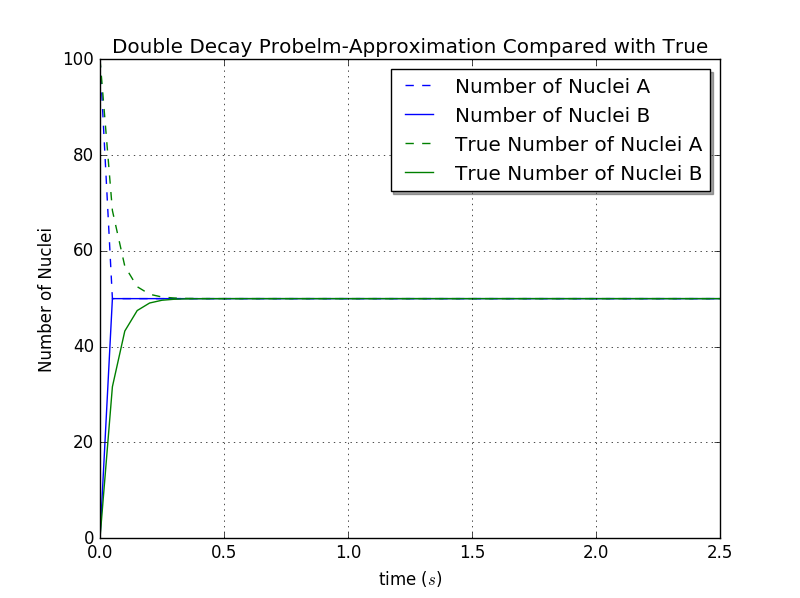 Double Decay Probelm-Approximation Compared with True
100
80
60
40
20
0
Number of Nuclei
Number of Nuclei A
Number of Nuclei B
True Number of Nuclei A
True Number of Nuclei B
0.0 0.5 1.0 1.5 2.0 2.5
time (s)